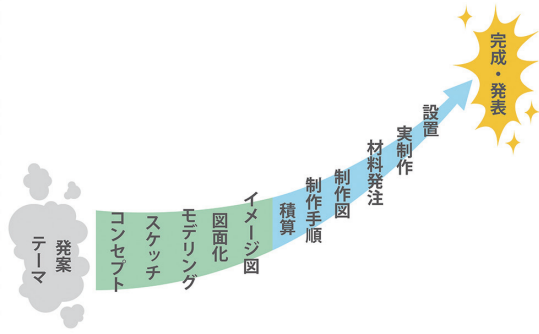 発案
テーマ
コンセプト
スケッチ
モデリング
図面化
イメージ図
積算
制作手順
制作図
材料発注
実制作
設置
完成・発表